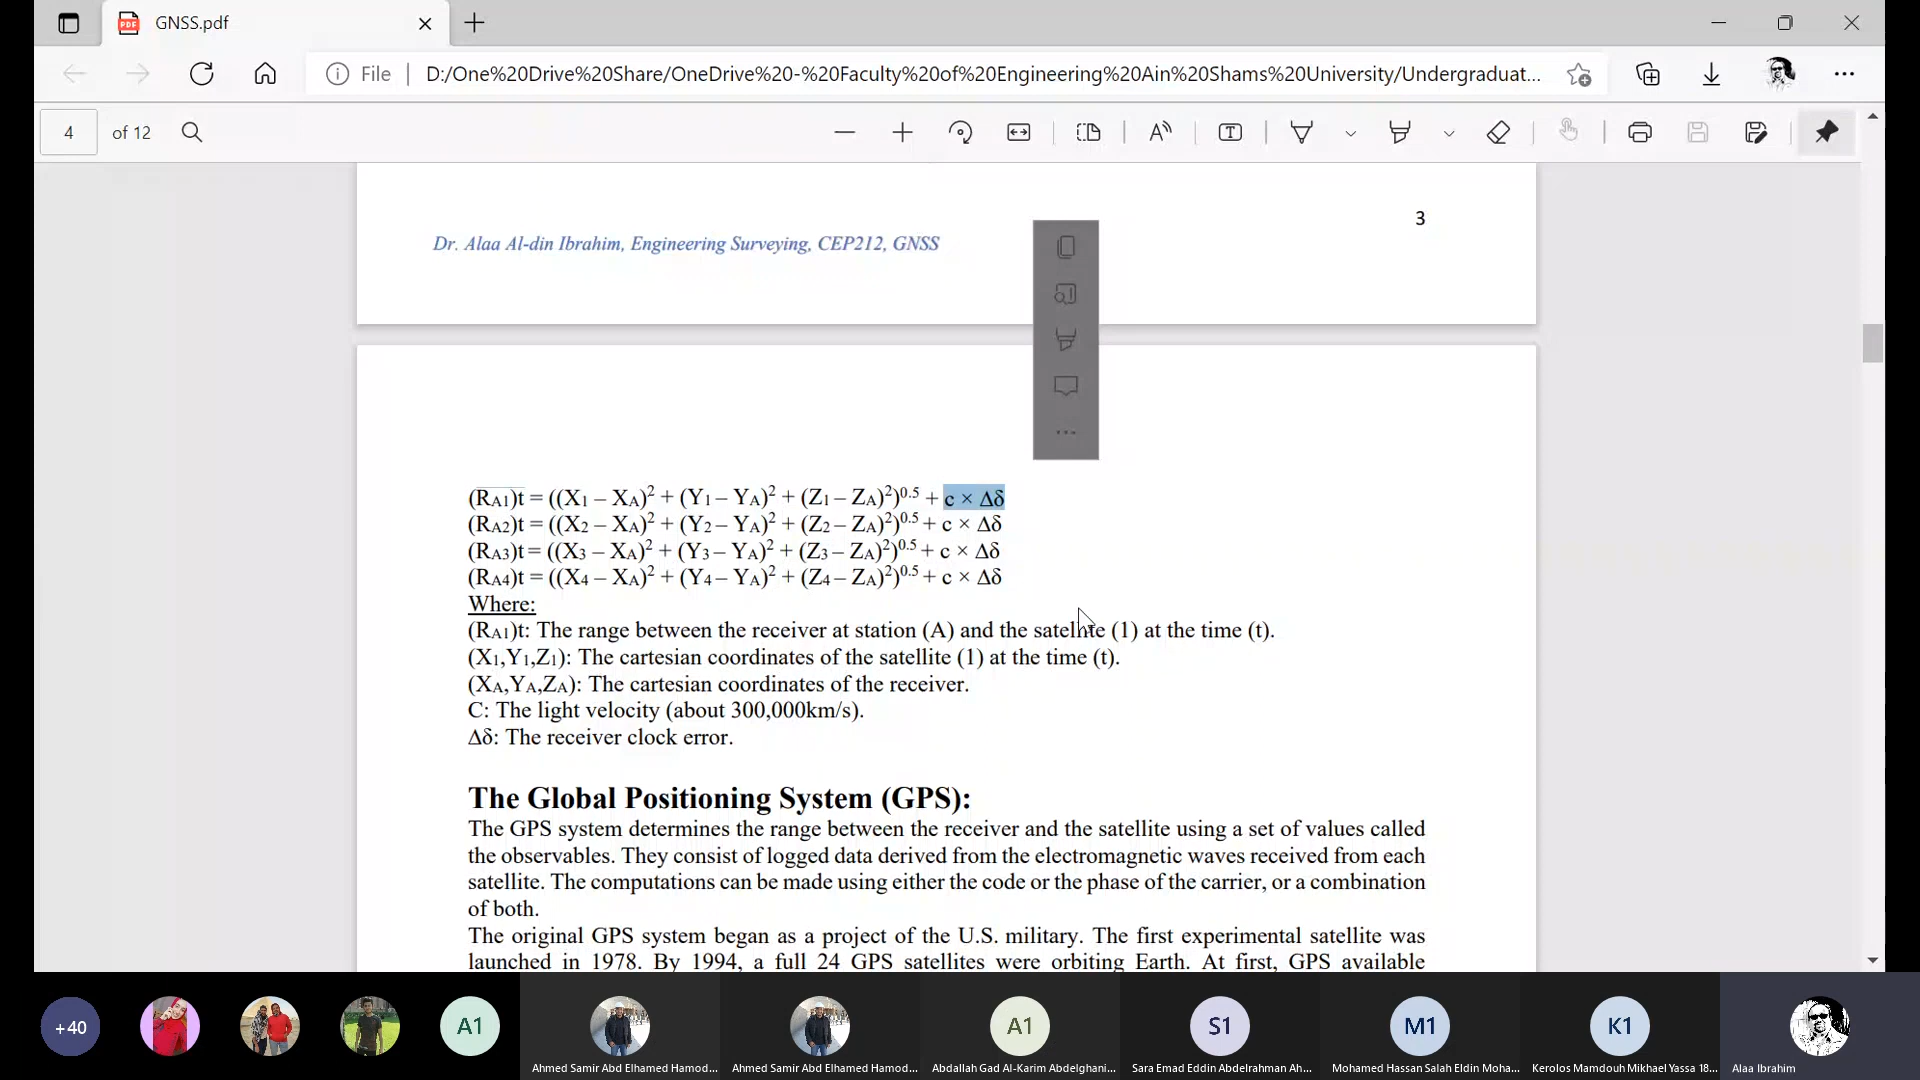 GNSS.pdf
File
D:/One%20Drive%20Share/OneDrive%20-%20Faculty%20of%20Engineering%20Ain%20Shams%20University/Undergraduat...
4 of 12
3
Dr. Alaa Al-din Ibrahim, Engineering Surveying, CEP212, GNSS
(RA1)t = ((X1 – XA)² + (Y1 – YA)² + (Z1 – ZA)²)^0.5 + c × Δδ
(RA2)t = ((X2 – XA)² + (Y2 – YA)² + (Z2 – ZA)²)^0.5 + c × Δδ
(RA3)t = ((X3 – XA)² + (Y3 – YA)² + (Z3 – ZA)²)^0.5 + c × Δδ
(RA4)t = ((X4 – XA)² + (Y4 – YA)² + (Z4 – ZA)²)^0.5 + c × Δδ
Where:
(RA1)t: The range between the receiver at station (A) and the satellite (1) at the time (t).
(X1,Y1,Z1): The cartesian coordinates of the satellite (1) at the time (t).
(XA,YA,ZA): The cartesian coordinates of the receiver.
C: The light velocity (about 300,000km/s).
Δδ: The receiver clock error.
The Global Positioning System (GPS):
The GPS system determines the range between the receiver and the satellite using a set of values called
the observables. They consist of logged data derived from the electromagnetic waves received from each
satellite. The computations can be made using either the code or the phase of the carrier, or a combination
of both.
The original GPS system began as a project of the U.S. military. The first experimental satellite was
launched in 1978. By 1994, a full 24 GPS satellites were orbiting Earth. At first, GPS available
+40
A1
A1
S1
M1
K1
Ahmed Samir Abd Elhamed Hamod...
Ahmed Samir Abd Elhamed Hamod...
Abdallah Gad Al-Karim Abdelghani...
Sara Emad Eddin Abdelrahman Ah...
Mohamed Hassan Salah Eldin Moha...
Kerolos Mamdouh Mikhael Yassa 18...
Alaa Ibrahim